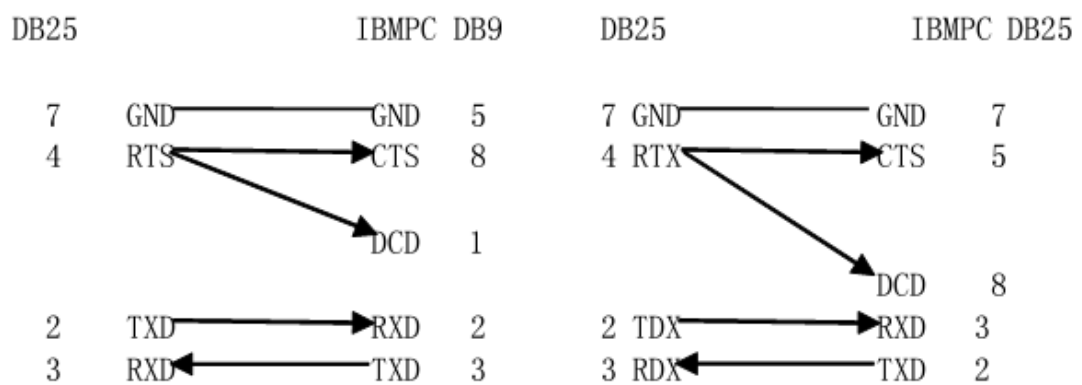 DB25 IBMPC DB9 DB25 IBMPC DB25
7 GND GND 5 7 GND GND 7
4 RTS CTS 8 4 RTX CTS 5
DCD 1
DCD 8
2 TXD RXD 2 2 TDX RXD 3
3 RXD TXD 3 3 RDX TXD 2